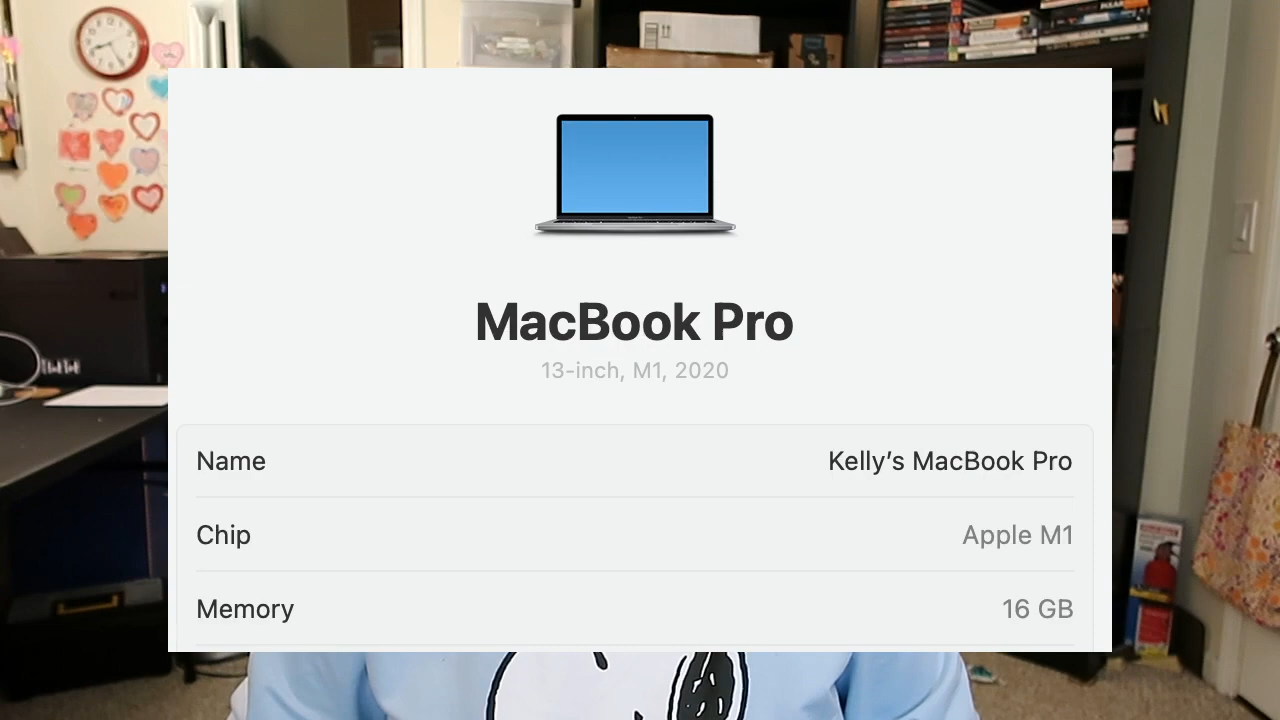 MacBook Pro
13-inch, M1, 2020
Name
Kelly’s MacBook Pro
Chip
Apple M1
Memory
16 GB